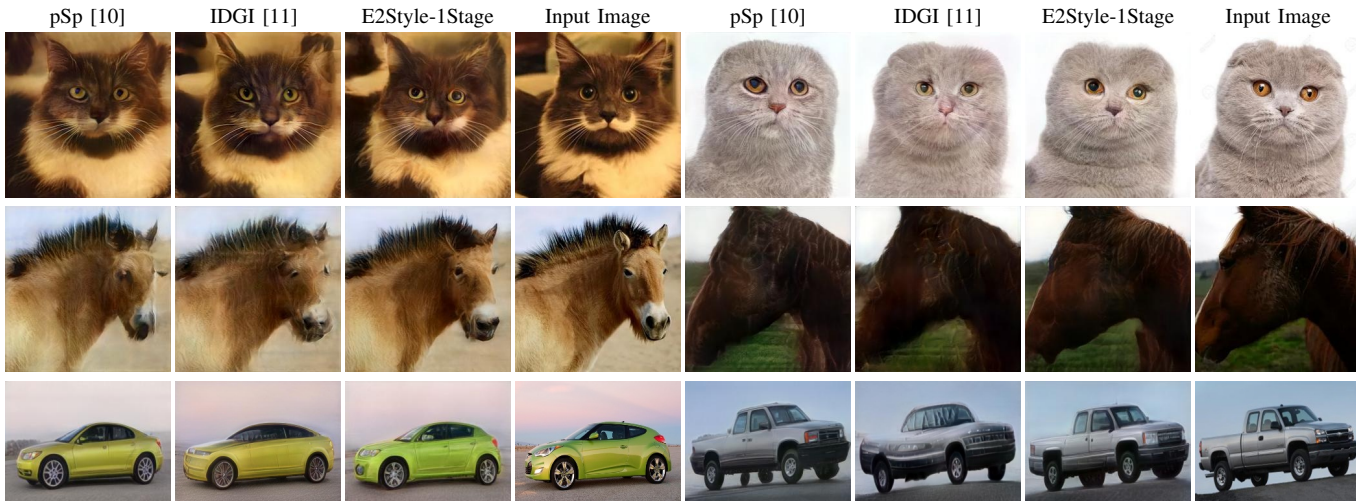 pSp [10] IDGI [11] E2Style-1Stage Input Image pSp [10] IDGI [11] E2Style-1Stage Input Image